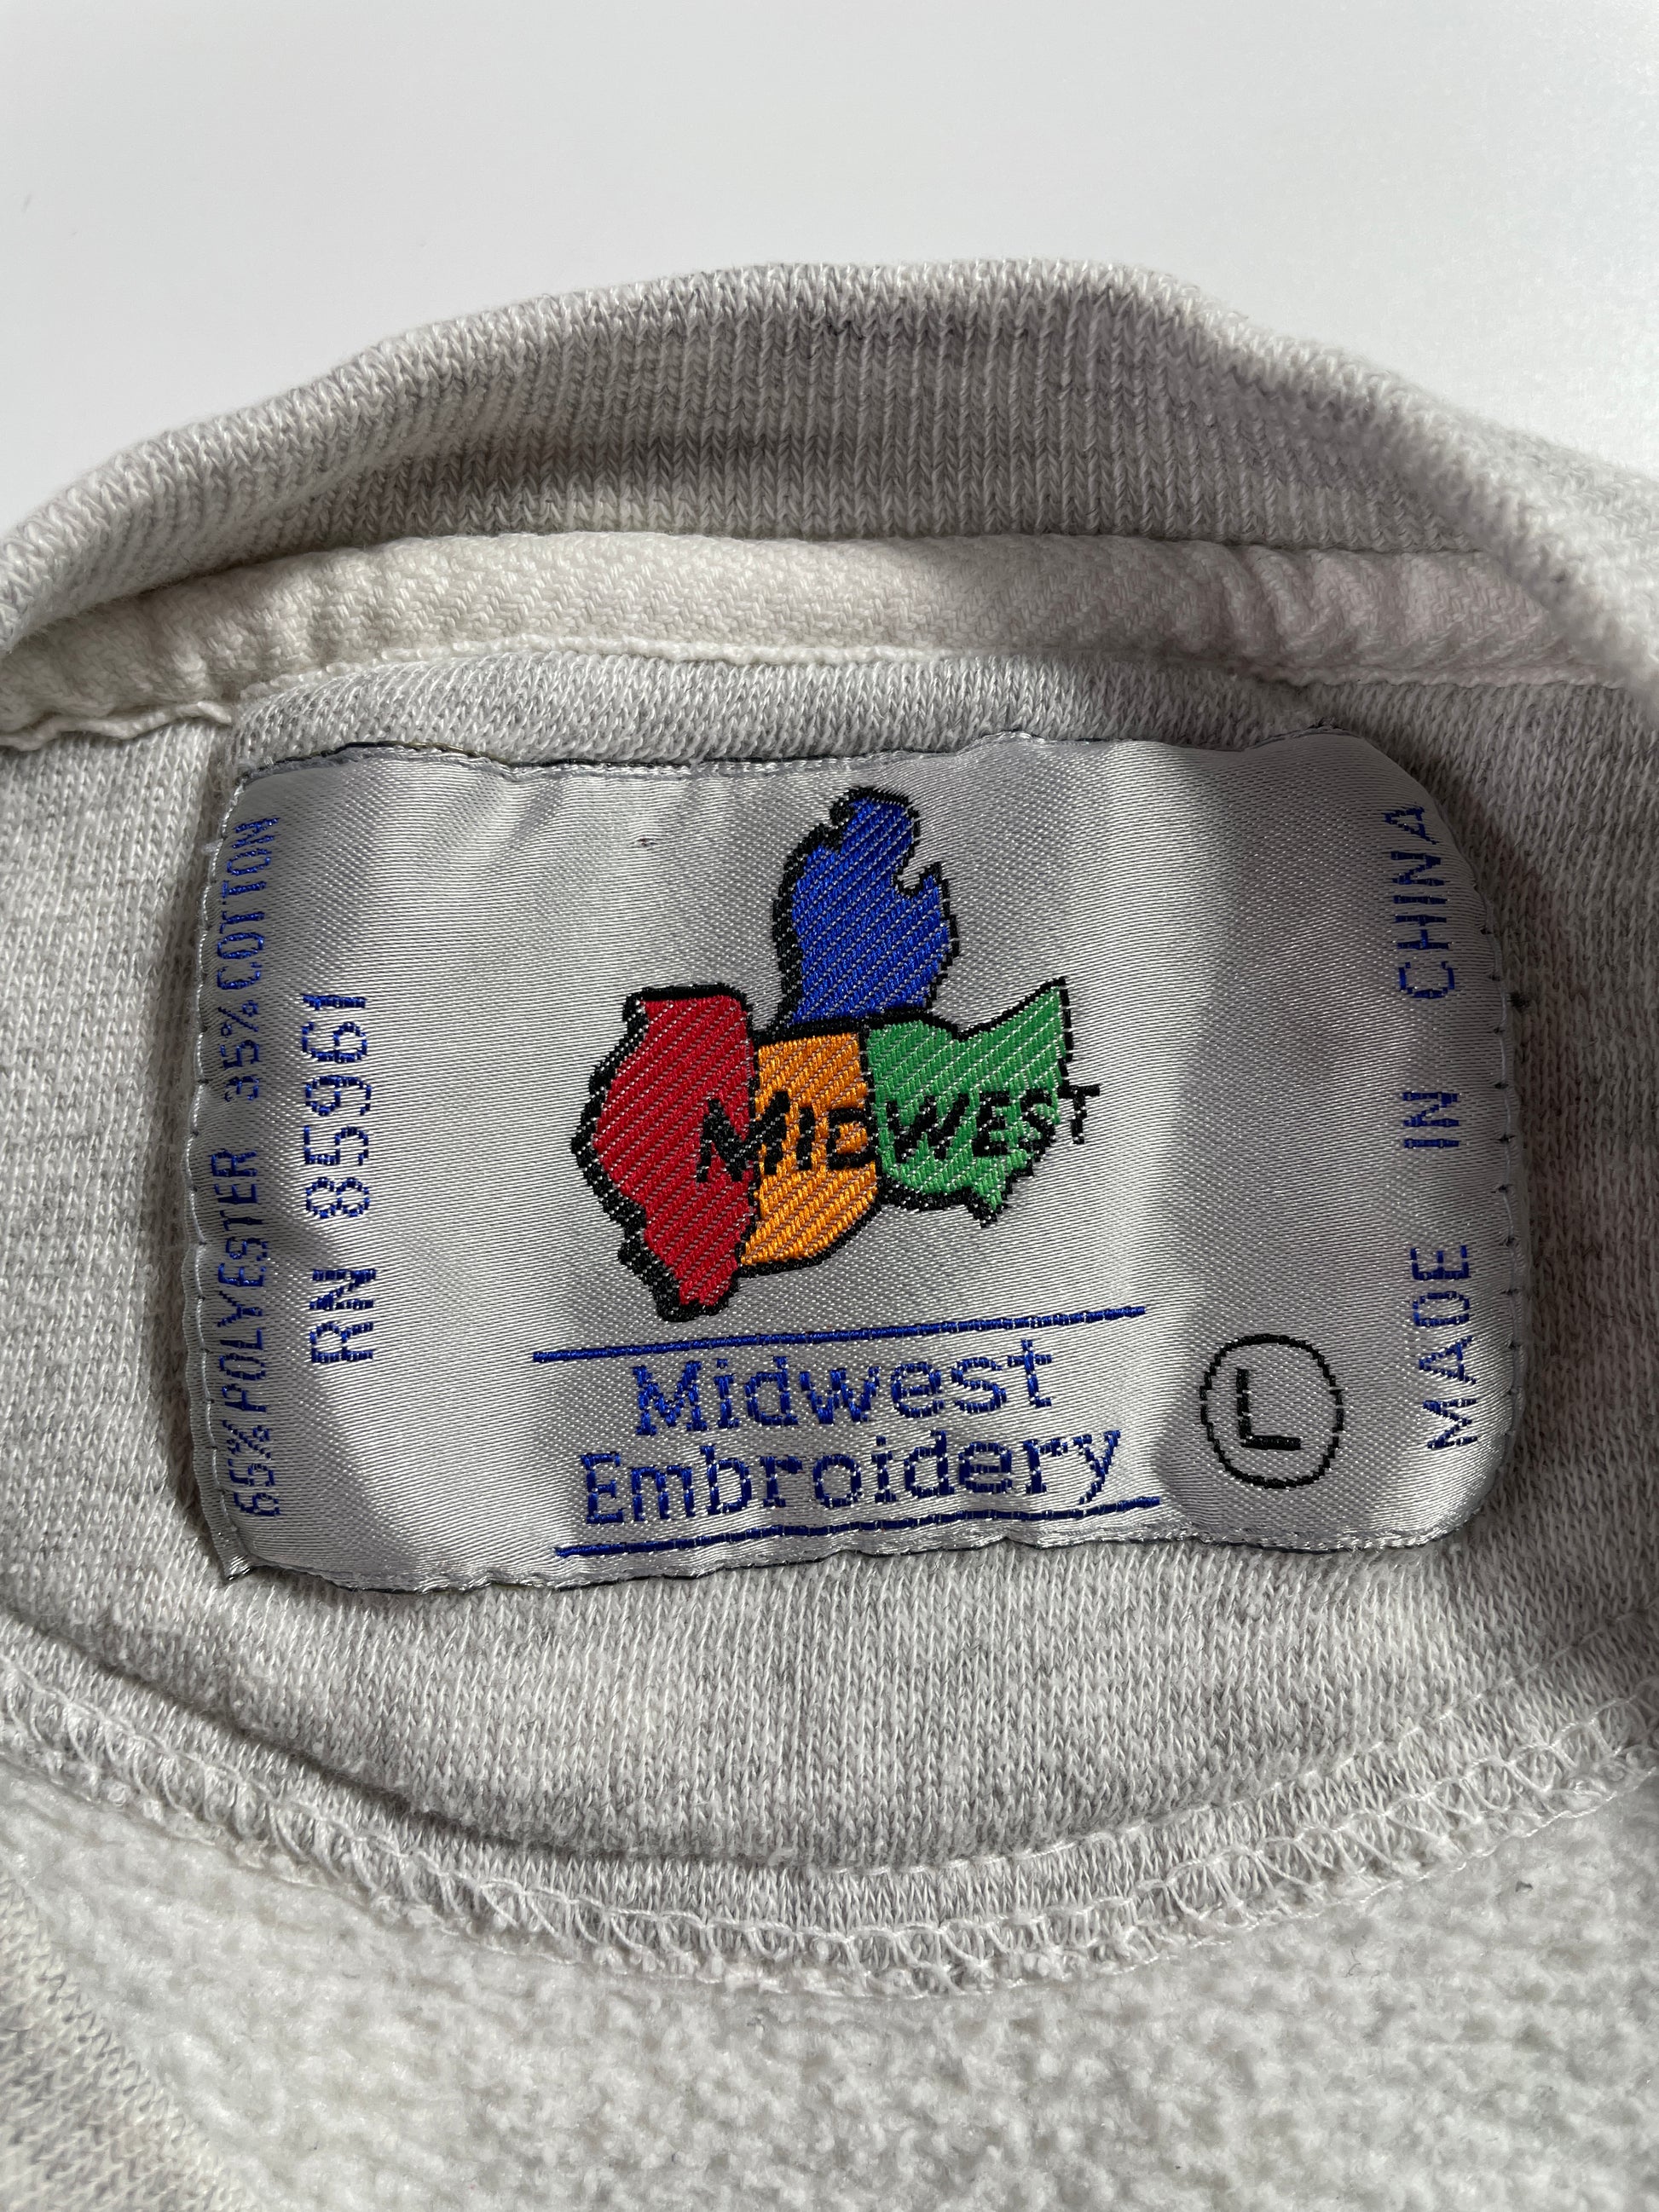 65% POLYESTER 35% COTTON
RN 85961
MIDWEST
Midwest
Embroidery
L
MADE IN CHINA